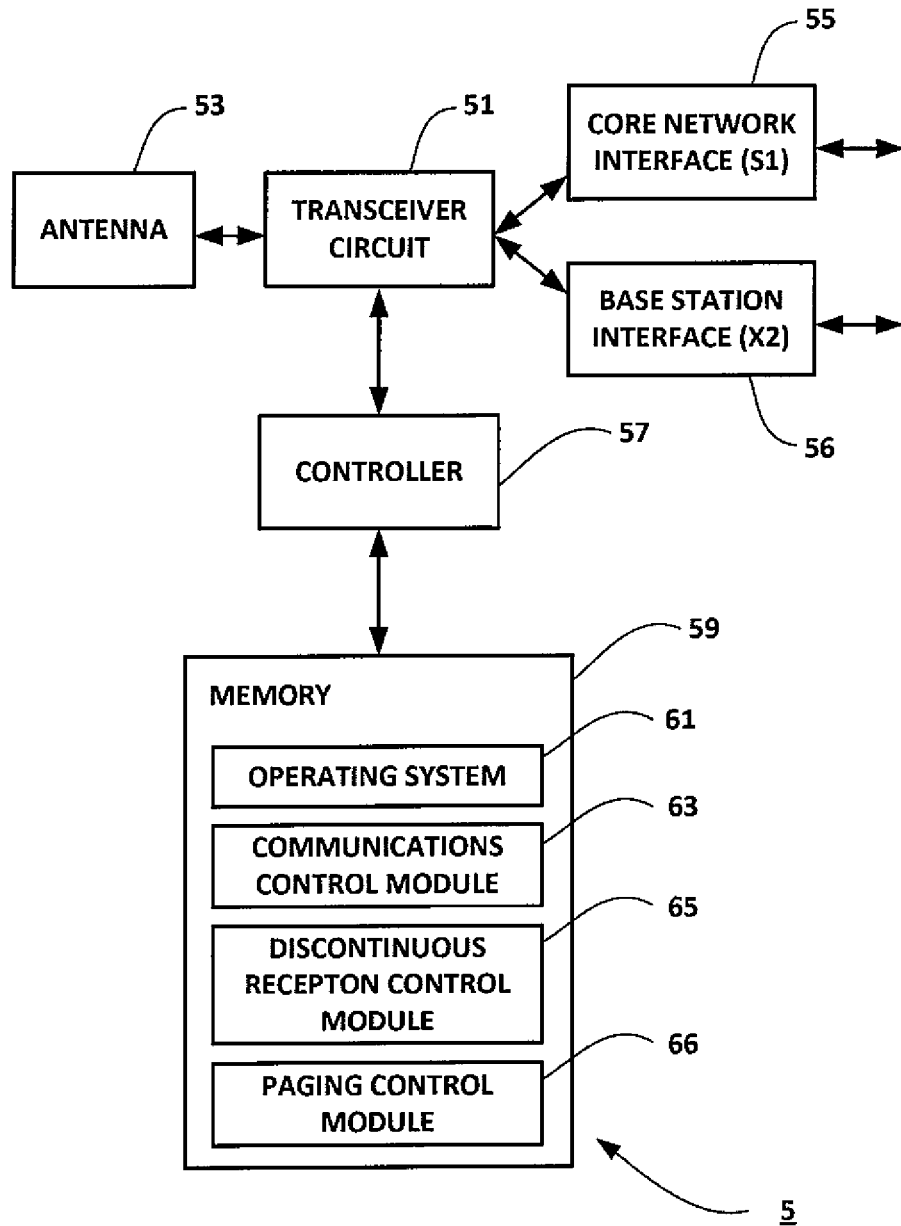 55
53
51
CORE NETWORK
INTERFACE (S1)
ANTENNA
TRANSCEIVER
CIRCUIT
BASE STATION
INTERFACE (X2)
57
56
CONTROLLER
59
MEMORY
61
OPERATING SYSTEM
63
COMMUNICATIONS
CONTROL MODULE
65
DISCONTINUOUS
RECEPTON CONTROL
MODULE
66
PAGING CONTROL
MODULE
5